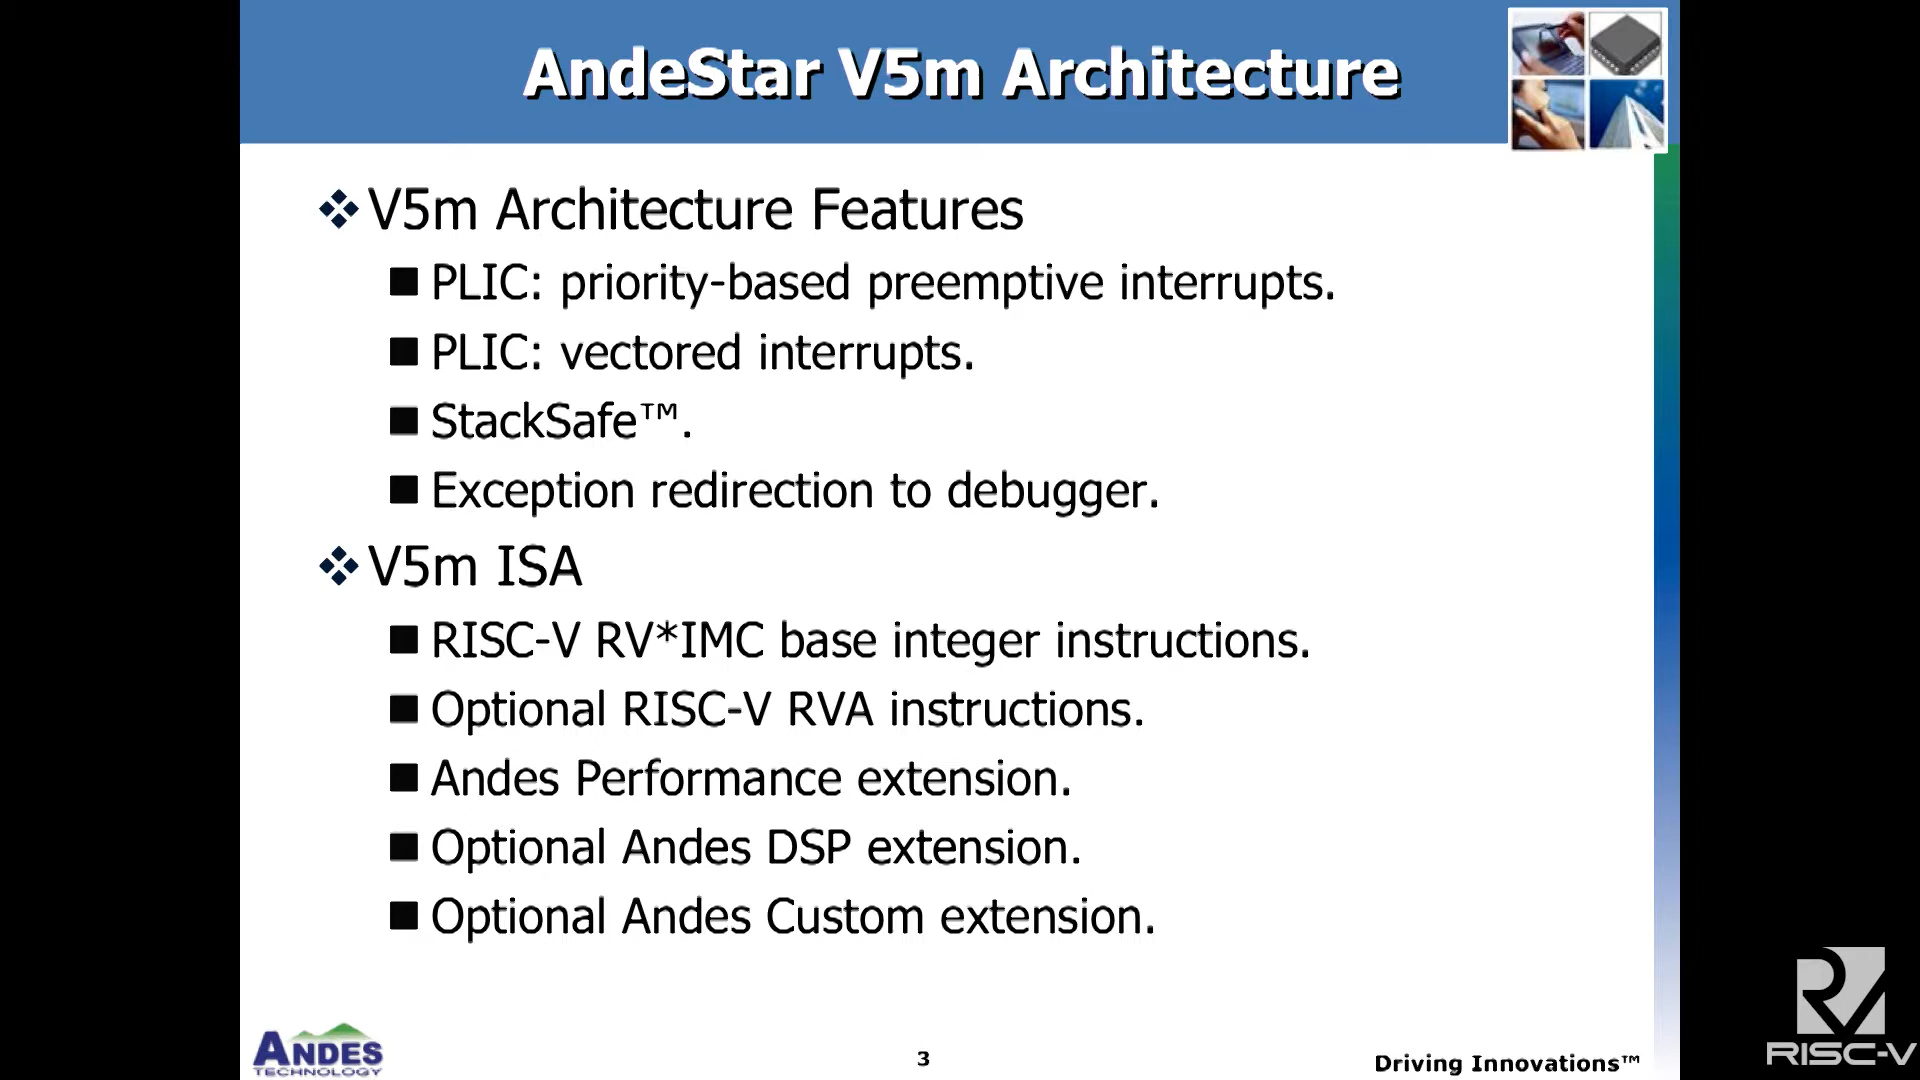 AndeStar V5m Architecture
V5m Architecture Features
PLIC: priority-based preemptive interrupts.
PLIC: vectored interrupts.
StackSafe™.
Exception redirection to debugger.
V5m ISA
RISC-V RV*IMC base integer instructions.
Optional RISC-V RVA instructions.
Andes Performance extension.
Optional Andes DSP extension.
Optional Andes Custom extension.
ANDES
TECHNOLOGY
3
Driving Innovations™
RISC-V